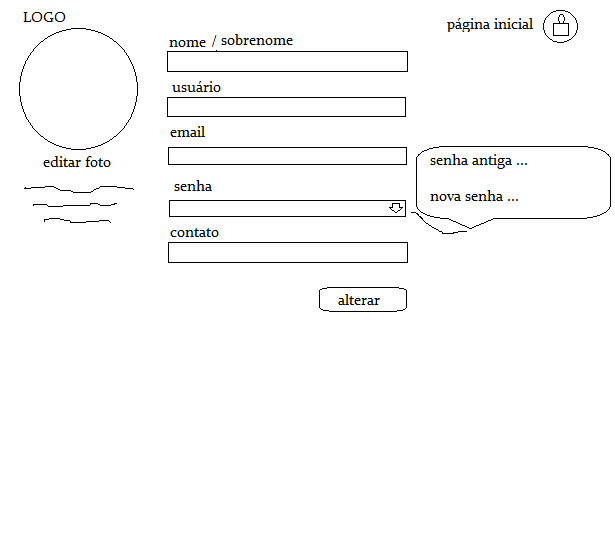 LOGO
página inicial
nome / sobrenome
usuário
email
editar foto
senha antiga ...
senha
nova senha ...
contato
alterar